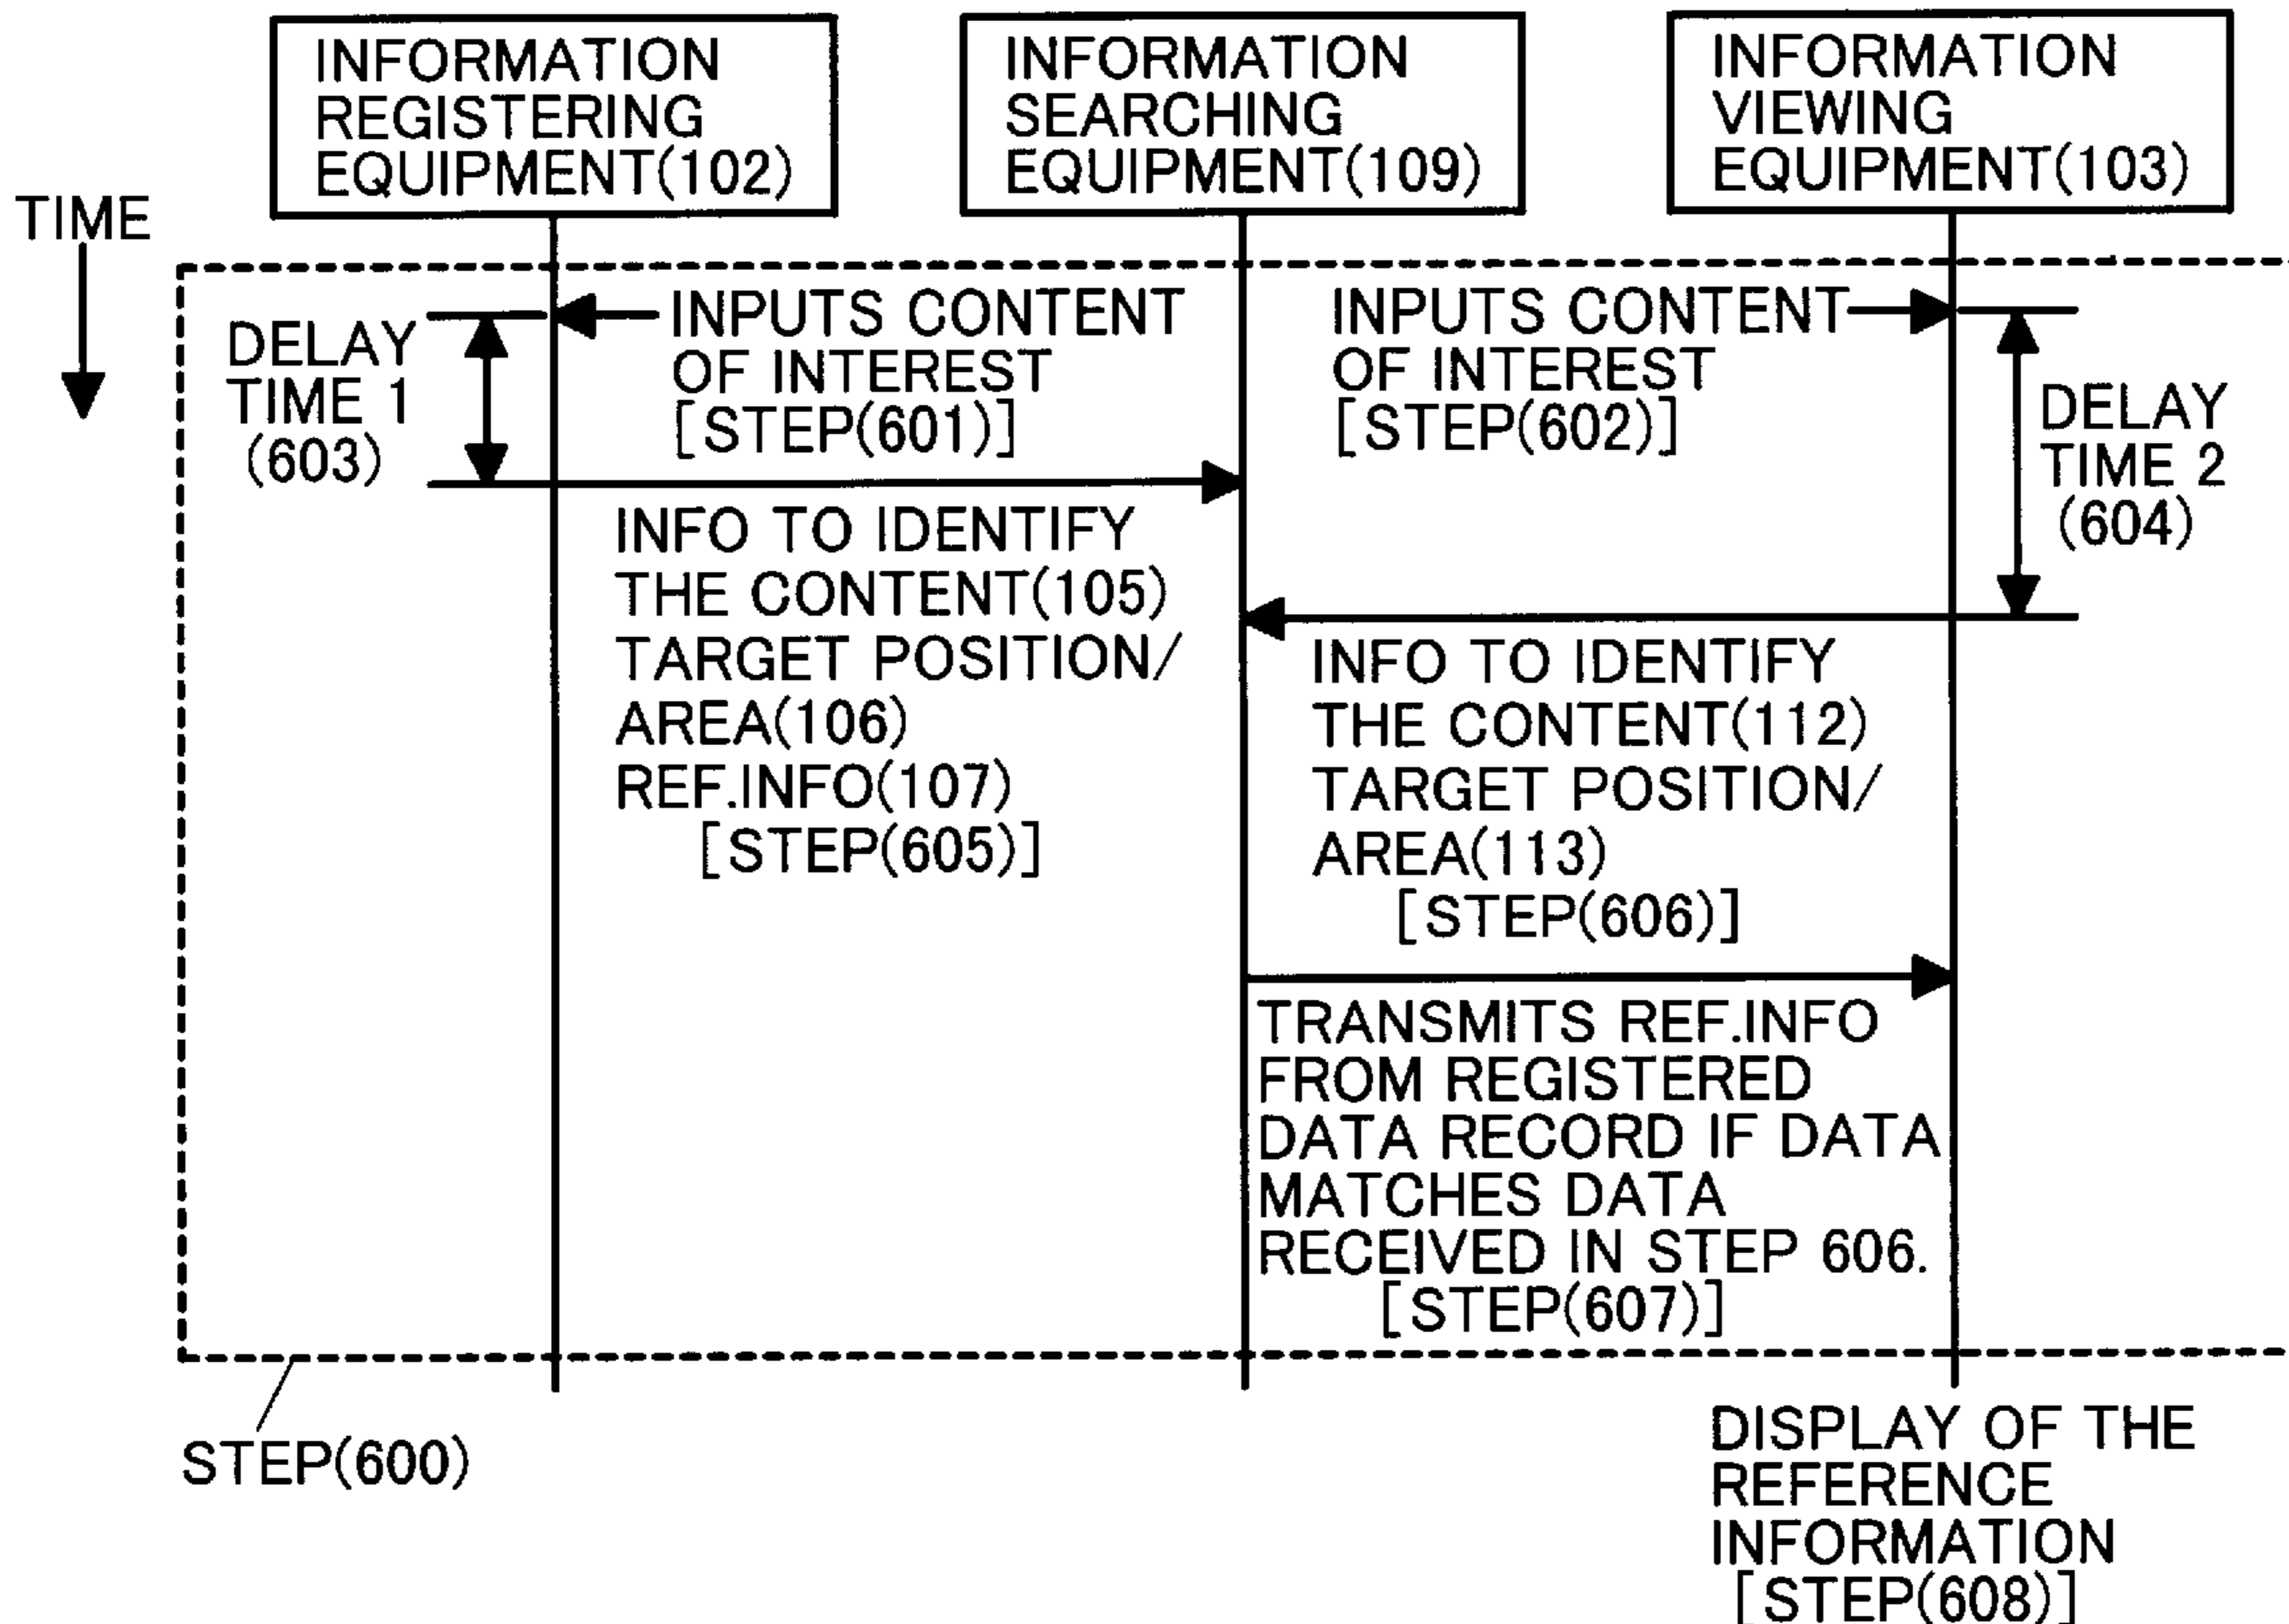 INFORMATION
REGISTERING
EQUIPMENT(102)
INFORMATION
SEARCHING
EQUIPMENT(109)
INFORMATION
VIEWING
EQUIPMENT(103)
TIME
DELAY
TIME 1
(603)
INPUTS CONTENT
OF INTEREST
[STEP(601)]
INPUTS CONTENT
OF INTEREST
[STEP(602)]
DELAY
TIME 2
(604)
INFO TO IDENTIFY
THE CONTENT(105)
TARGET POSITION/
AREA(106)
REF.INFO(107)
[STEP(605)]
INFO TO IDENTIFY
THE CONTENT(112)
TARGET POSITION/
AREA(113)
[STEP(606)]
TRANSMITS REF.INFO
FROM REGISTERED
DATA RECORD IF DATA
MATCHES DATA
RECEIVED IN STEP 606.
[STEP(607)]
STEP(600)
DISPLAY OF THE
REFERENCE
INFORMATION
[STEP(608)]